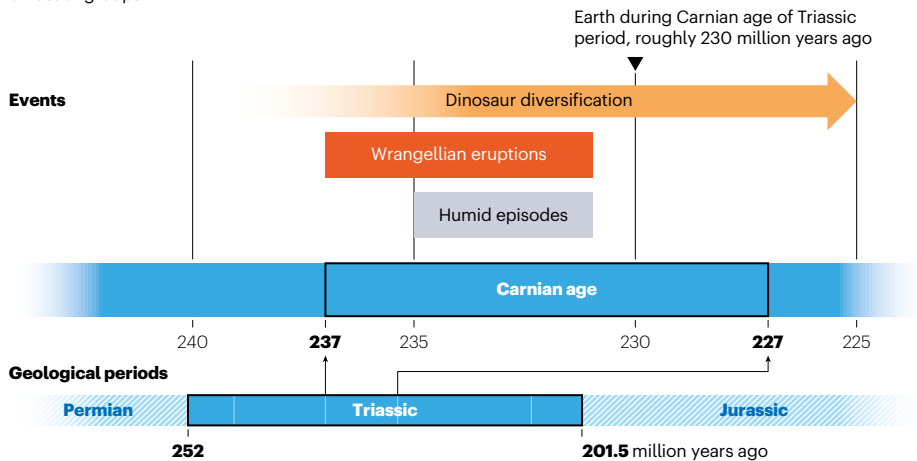 Earth during Carnian age of Triassic
period, roughly 230 million years ago
Events
Dinosaur diversification
Wrangellian eruptions
Humid episodes
Carnian age
240
237
235
230
227
225
Geological periods
Permian
Triassic
Jurassic
252
201.5 million years ago